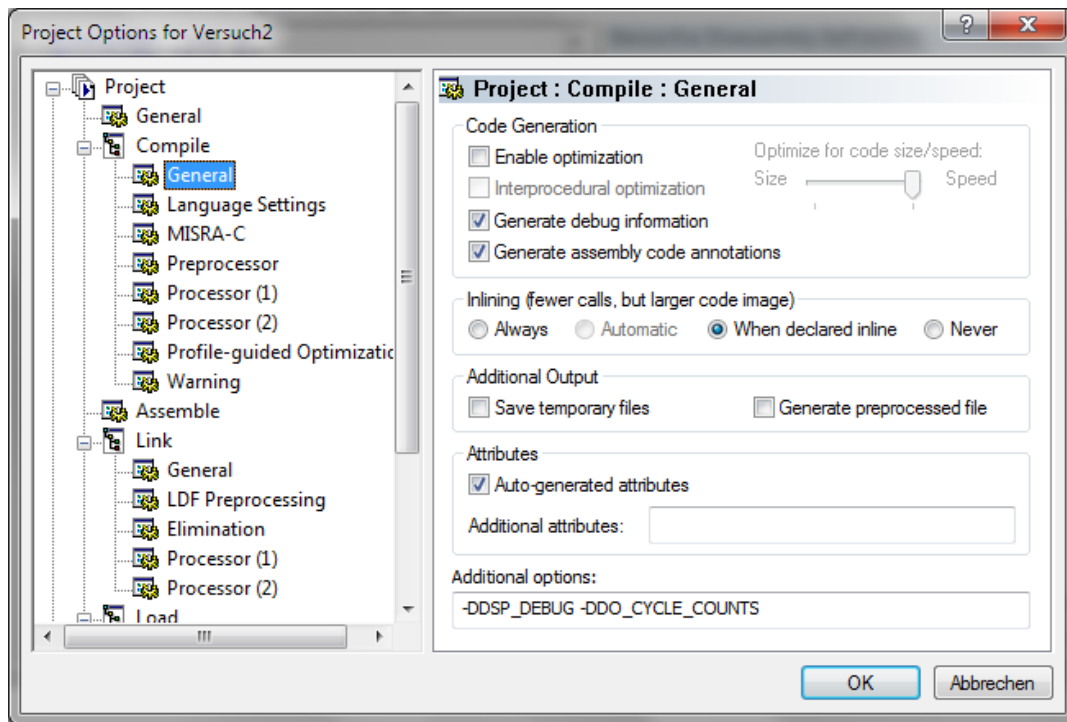 Project Options for Versuch2
Project
General
Compile
General
Language Settings
MISRA-C
Preprocessor
Processor (1)
Processor (2)
Profile-guided Optimizatic
Warning
Assemble
Link
General
LDF Preprocessing
Elimination
Processor (1)
Processor (2)
Load
Project : Compile : General
Code Generation
Enable optimization
Optimize for code size/speed:
Interprocedural optimization
Size Speed
Generate debug information
Generate assembly code annotations
Inlining (fewer calls, but larger code image)
Always Automatic When declared inline Never
Additional Output
Save temporary files Generate preprocessed file
Attributes
Auto-generated attributes
Additional attributes:
Additional options:
-DDSP_DEBUG -DDO_CYCLE_COUNTS
OK Abbrechen